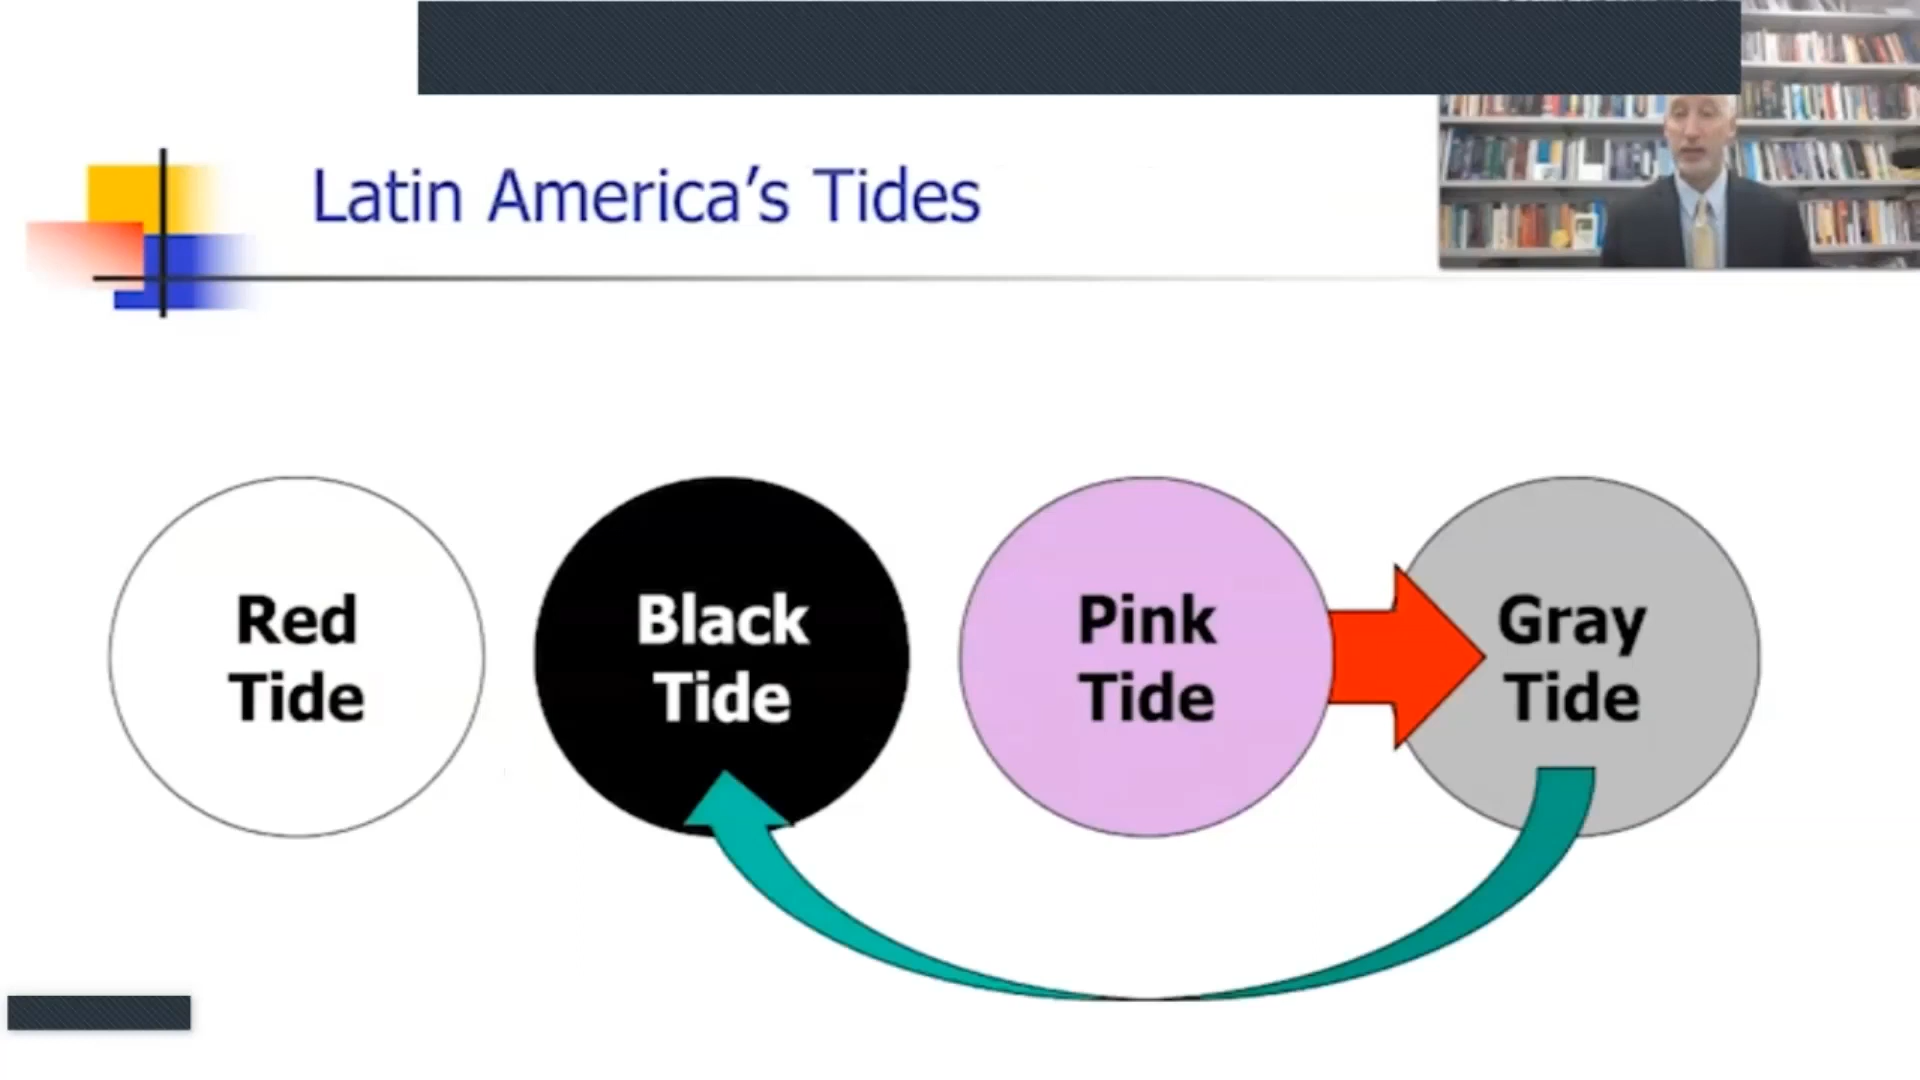 Latin America’s Tides
Red
Tide
Black
Tide
Pink
Tide
Gray
Tide